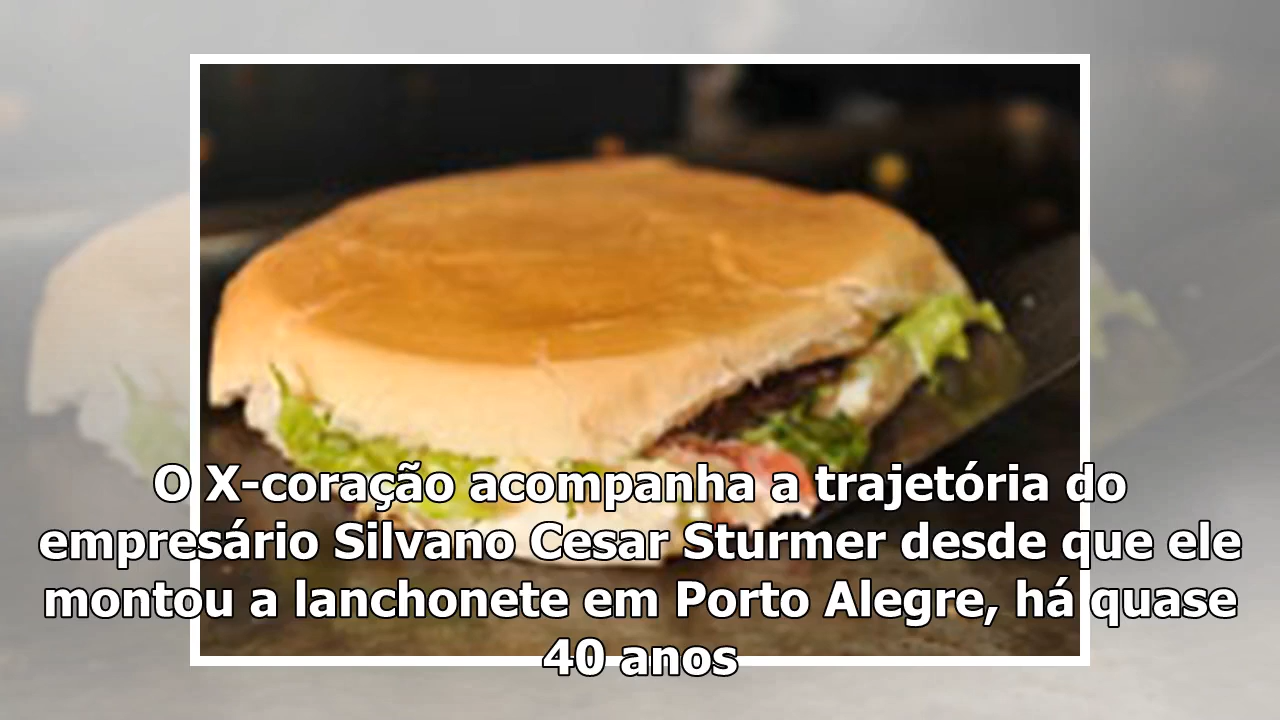 O X-coração acompanha a trajetória do
empresário Silvano Cesar Sturmer desde que ele
montou a lanchonete em Porto Alegre, há quase
40 anos